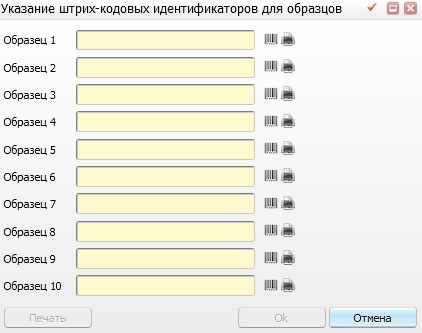 Указание штрих-кодовых идентификаторов для образцов
Образец 1
Образец 2
Образец 3
Образец 4
Образец 5
Образец 6
Образец 7
Образец 8
Образец 9
Образец 10
Печать Ok Отмена